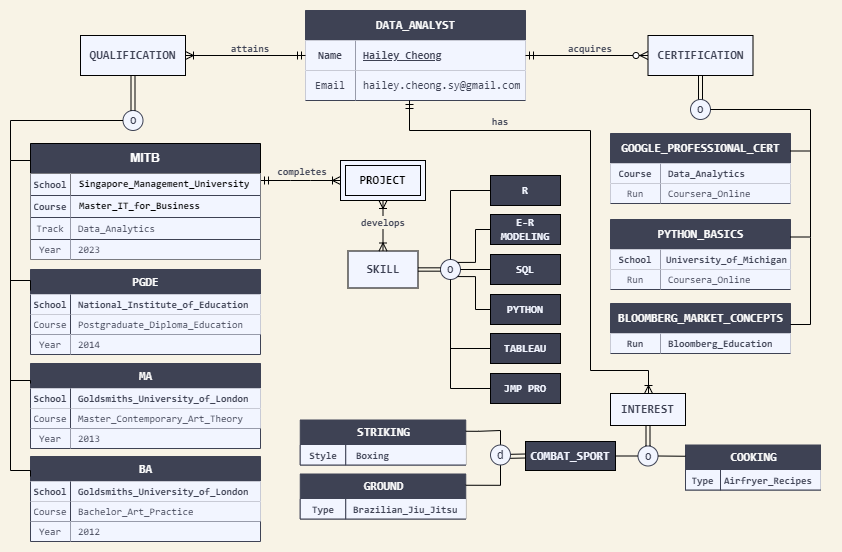 DATA_ANALYST
Name Hailey Cheong
Email hailey.cheong.sy@gmail.com
QUALIFICATION
attains
acquires
CERTIFICATION
o
o
has
MITB
School Singapore_Management_University
Course Master_IT_for_Business
Track Data_Analytics
Year 2023
completes
PROJECT
develops
SKILL
o
R
E-R
MODELING
SQL
PYTHON
TABLEAU
JMP PRO
GOOGLE_PROFESSIONAL_CERT
Course Data_Analytics
Run Coursera_Online
PYTHON_BASICS
School University_of_Michigan
Run Coursera_Online
BLOOMBERG_MARKET_CONCEPTS
Run Bloomberg_Education
PGDE
School National_Institute_of_Education
Course Postgraduate_Diploma_Education
Year 2014
MA
School Goldsmiths_University_of_London
Course Master_Contemporary_Art_Theory
Year 2013
BA
School Goldsmiths_University_of_London
Course Bachelor_Art_Practice
Year 2012
INTEREST
STRIKING
Style Boxing
GROUND
Type Brazilian_Jiu_Jitsu
d
COMBAT_SPORT
o
COOKING
Type Airfryer_Recipes